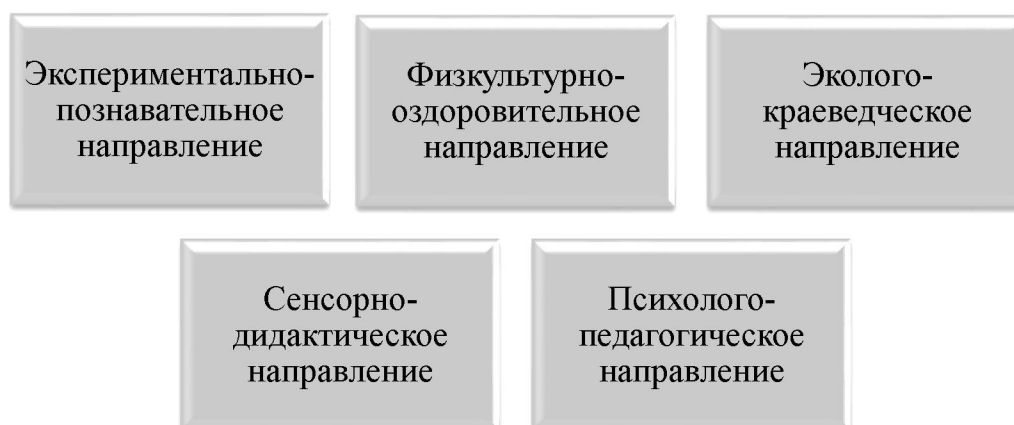 Экспериментально-
познавательное
направление
Физкультурно-
оздоровительное
направление
Эколого-
краеведческое
направление
Сенсорно-
дидактическое
направление
Психолого-
педагогическое
направление